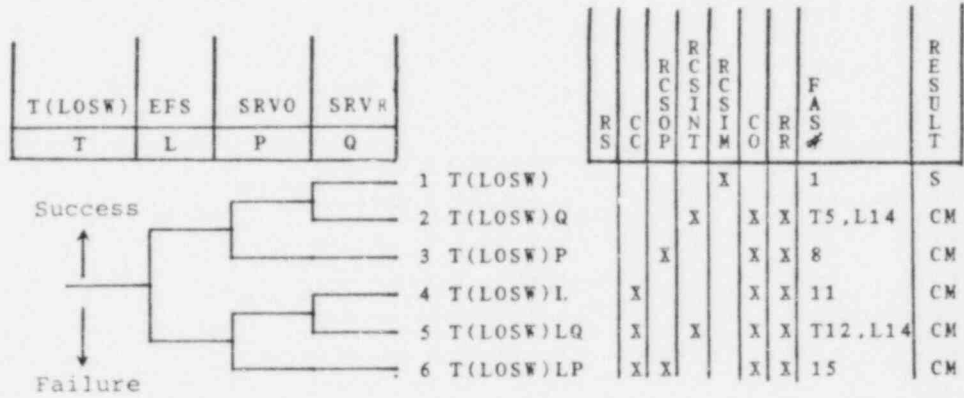 T(LOSW) EFS SRVO SRVR
T L P Q
RS CC RCSOP RCSINT RCSIM CO RR FAS# RESULT
Success
Failure
1 T(LOSW) X 1 S
2 T(LOSW)Q X X X T5,L14 CM
3 T(LOSW)P X X X 8 CM
4 T(LOSW)L X X X 11 CM
5 T(LOSW)LQ X X X X T12,L14 CM
6 T(LOSW)LP X X X X 15 CM